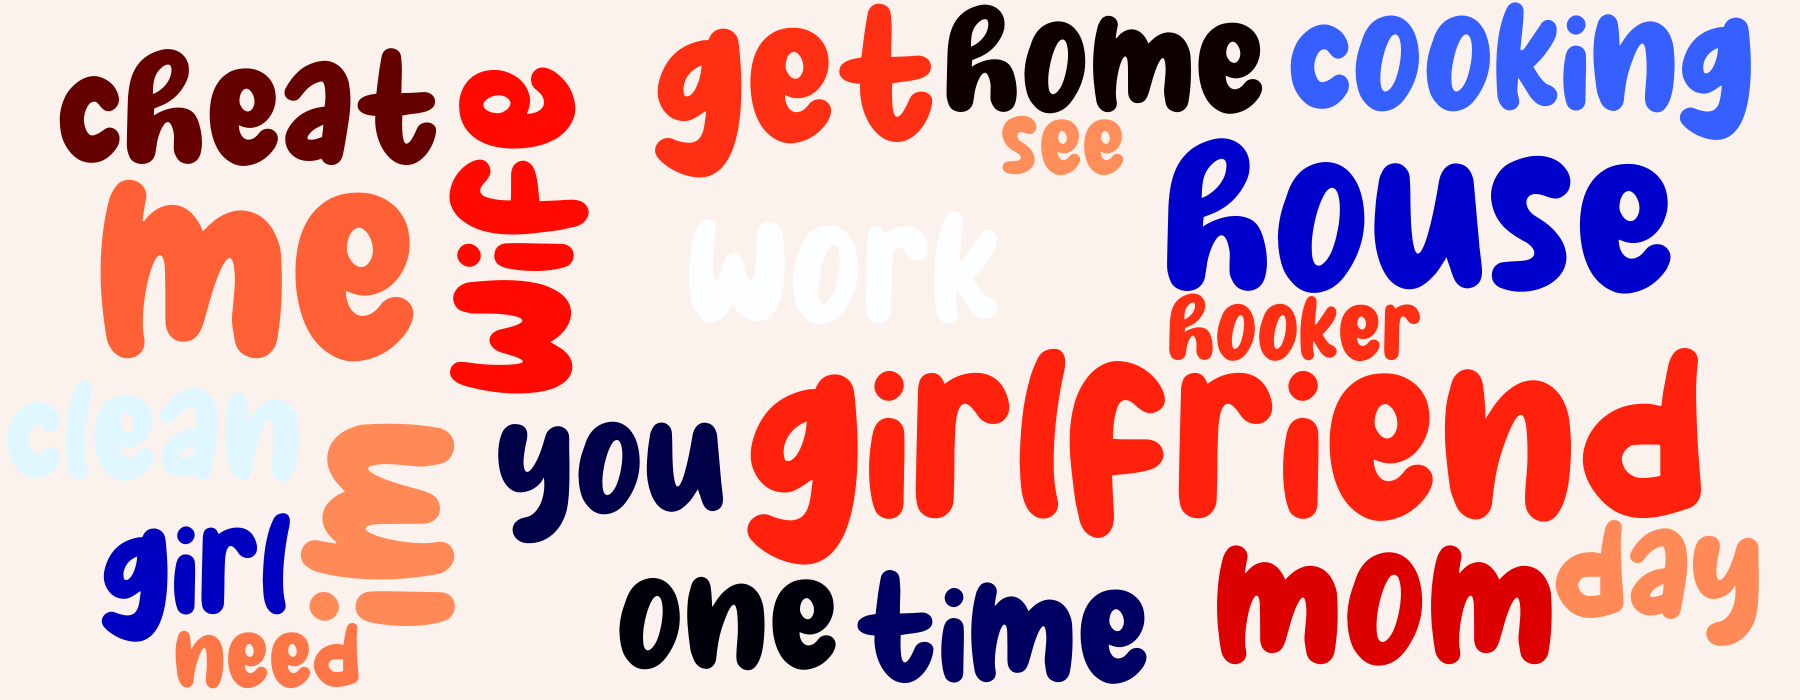 cheat
wife
get
home
cooking
see
me
work
house
hooker
clean
im
you
girlfriend
girl
need
one
time
mom
day